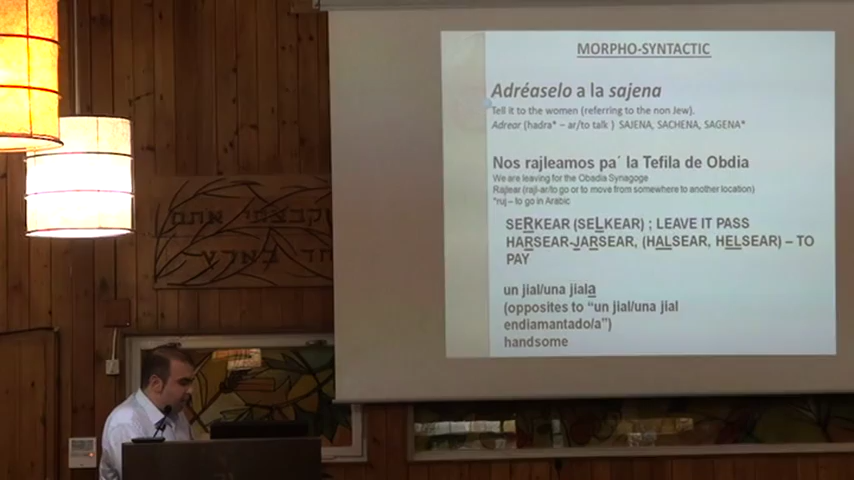 MORPHO-SYNTACTIC
Adréaselo a la sajena
Tell it to the women (referring to the non Jew).
Adrear (hadra* – ar/to talk ) SAJENA, SACHENA, SAGENA*
Nos rajleamos pa´ la Tefila de Obdia
We are leaving for the Obadia Synagoge
Rajlear (rajl-ar/to go or to move from somewhere to another location)
*ruj – to go in Arabic
SERKEAR (SELKEAR) ; LEAVE IT PASS
HARSEAR-JARSEAR, (HALSEAR, HELSEAR) – TO
PAY
un jial/una jiala
(opposites to “un jial/una jial
endiamantado/a”)
handsome
וקבצתי אתם
חד בארץ